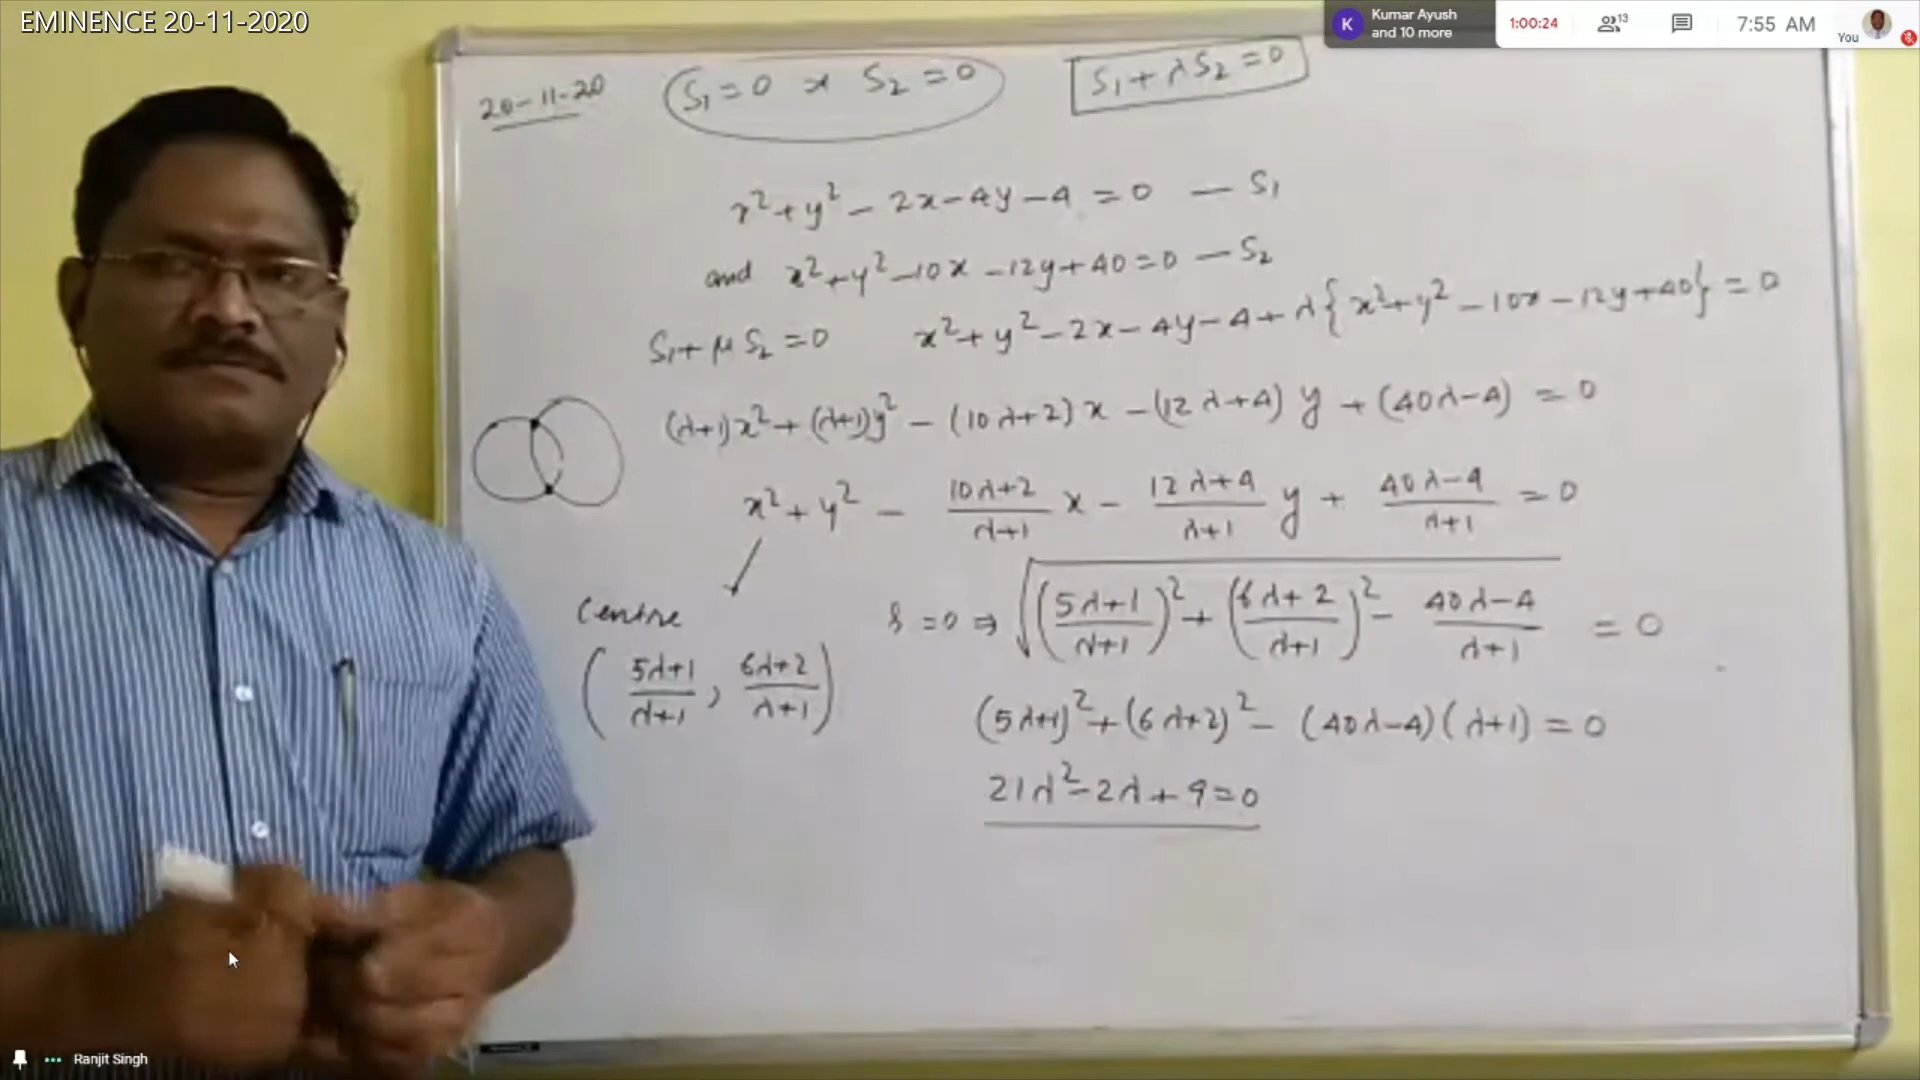 EMINENCE 20-11-2020
K Kumar Ayush and 10 more 1:00:24 13 7:55 AM You
20-11-20 S₁=0 × S₂=0 S₁+λS₂=0
x²+y²-2x-4y-4=0 — S₁
and x²+y²-10x-12y+40=0 — S₂
S₁+μS₂=0 x²+y²-2x-4y-4+λ{x²+y²-10x-12y+40}=0
(λ+1)x²+(λ+1)y²-(10λ+2)x-(12λ+4)y+(40λ-4)=0
x²+y²-(10λ+2)/(λ+1) x-(12λ+4)/(λ+1) y+(40λ-4)/(λ+1)=0
Centre r=0 ⇒ √(((5λ+1)/(λ+1))²+((6λ+2)/(λ+1))²-(40λ-4)/(λ+1)) =0
((5λ+1)/(λ+1), (6λ+2)/(λ+1)) (5λ+1)²+(6λ+2)²-(40λ-4)(λ+1)=0
21λ²-2λ+9=0
Ranjit Singh